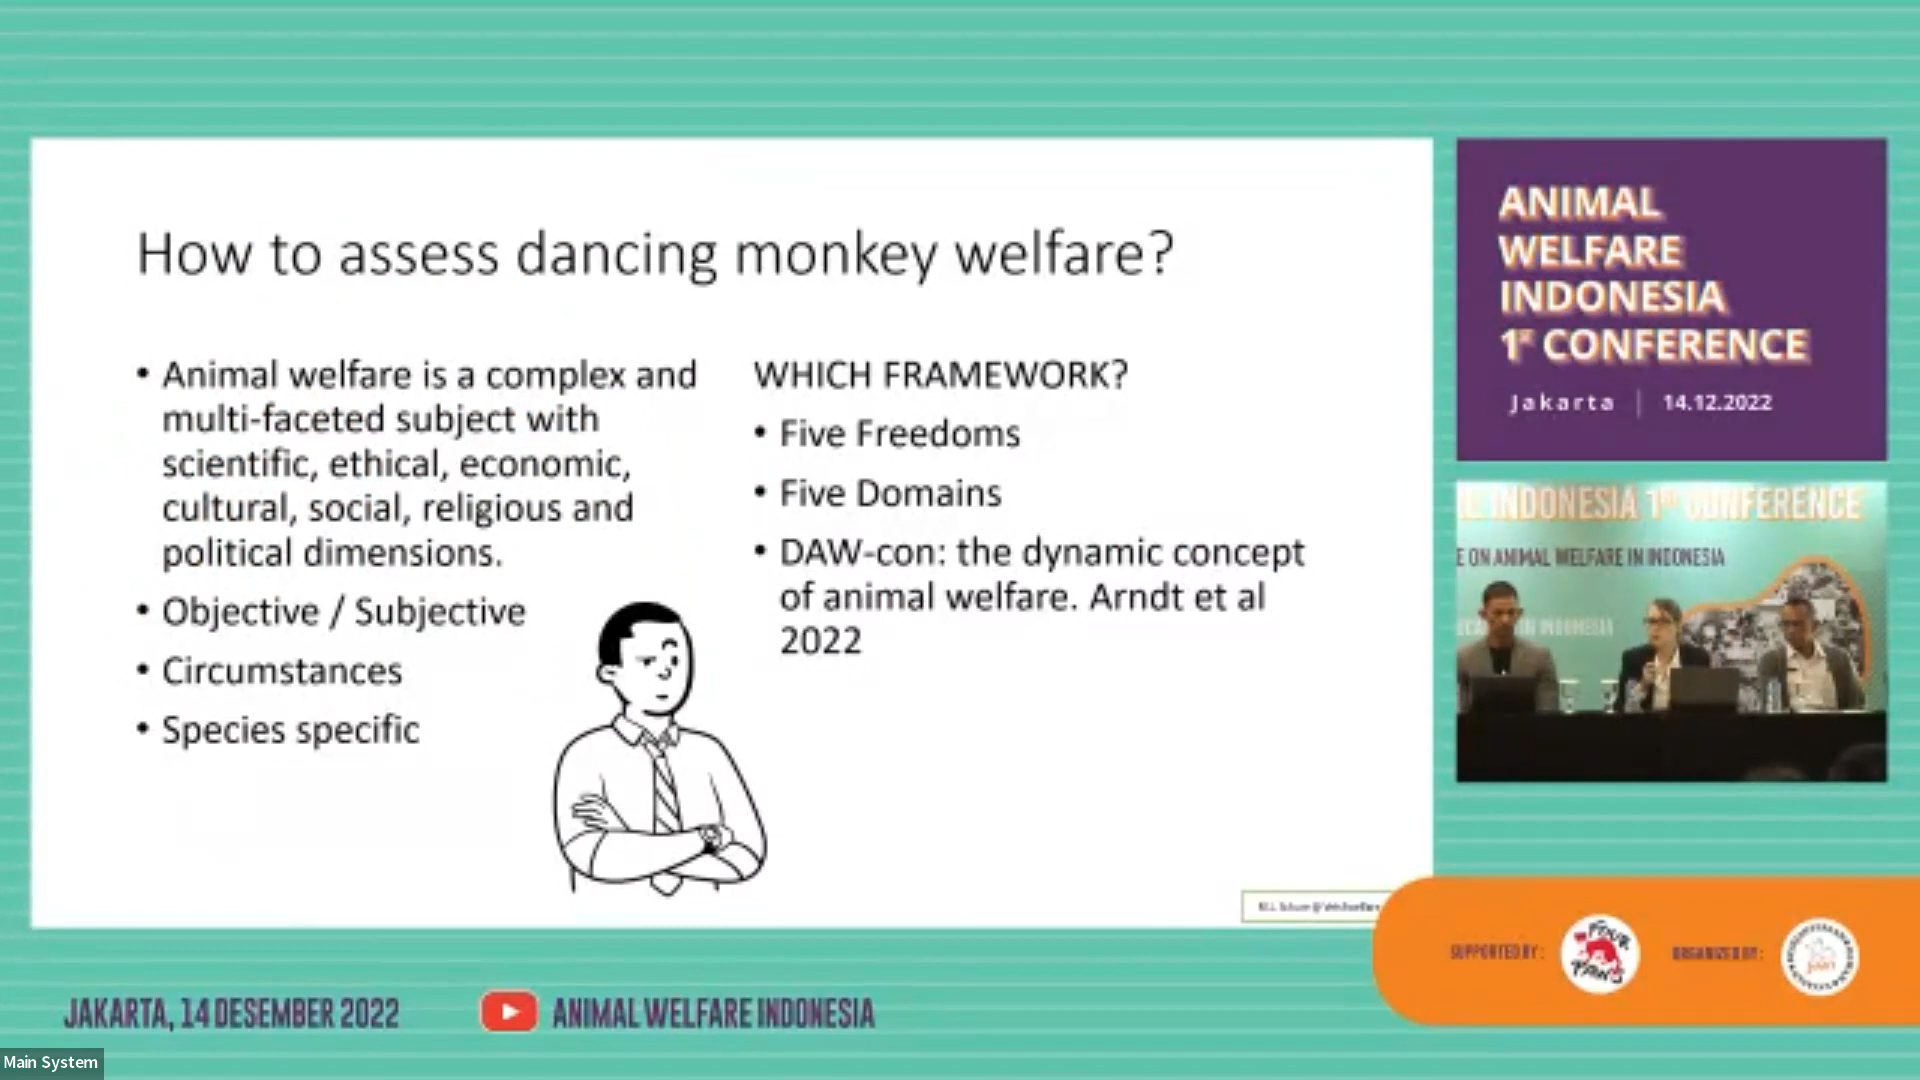 How to assess dancing monkey welfare?
• Animal welfare is a complex and
multi-faceted subject with
scientific, ethical, economic,
cultural, social, religious and
political dimensions.
• Objective / Subjective
• Circumstances
• Species specific
WHICH FRAMEWORK?
• Five Freedoms
• Five Domains
• DAW-con: the dynamic concept
of animal welfare. Arndt et al
2022
ANIMAL
WELFARE
INDONESIA
1st CONFERENCE
Jakarta | 14.12.2022
INDONESIA 1st CONFERENCE
E ON ANIMAL WELFARE IN INDONESIA
IN INDONESIA
SUPPORTED BY :
FOUR
PAWS
ORGANIZED BY :
JAKARTA, 14 DESEMBER 2022
ANIMAL WELFARE INDONESIA
Main System